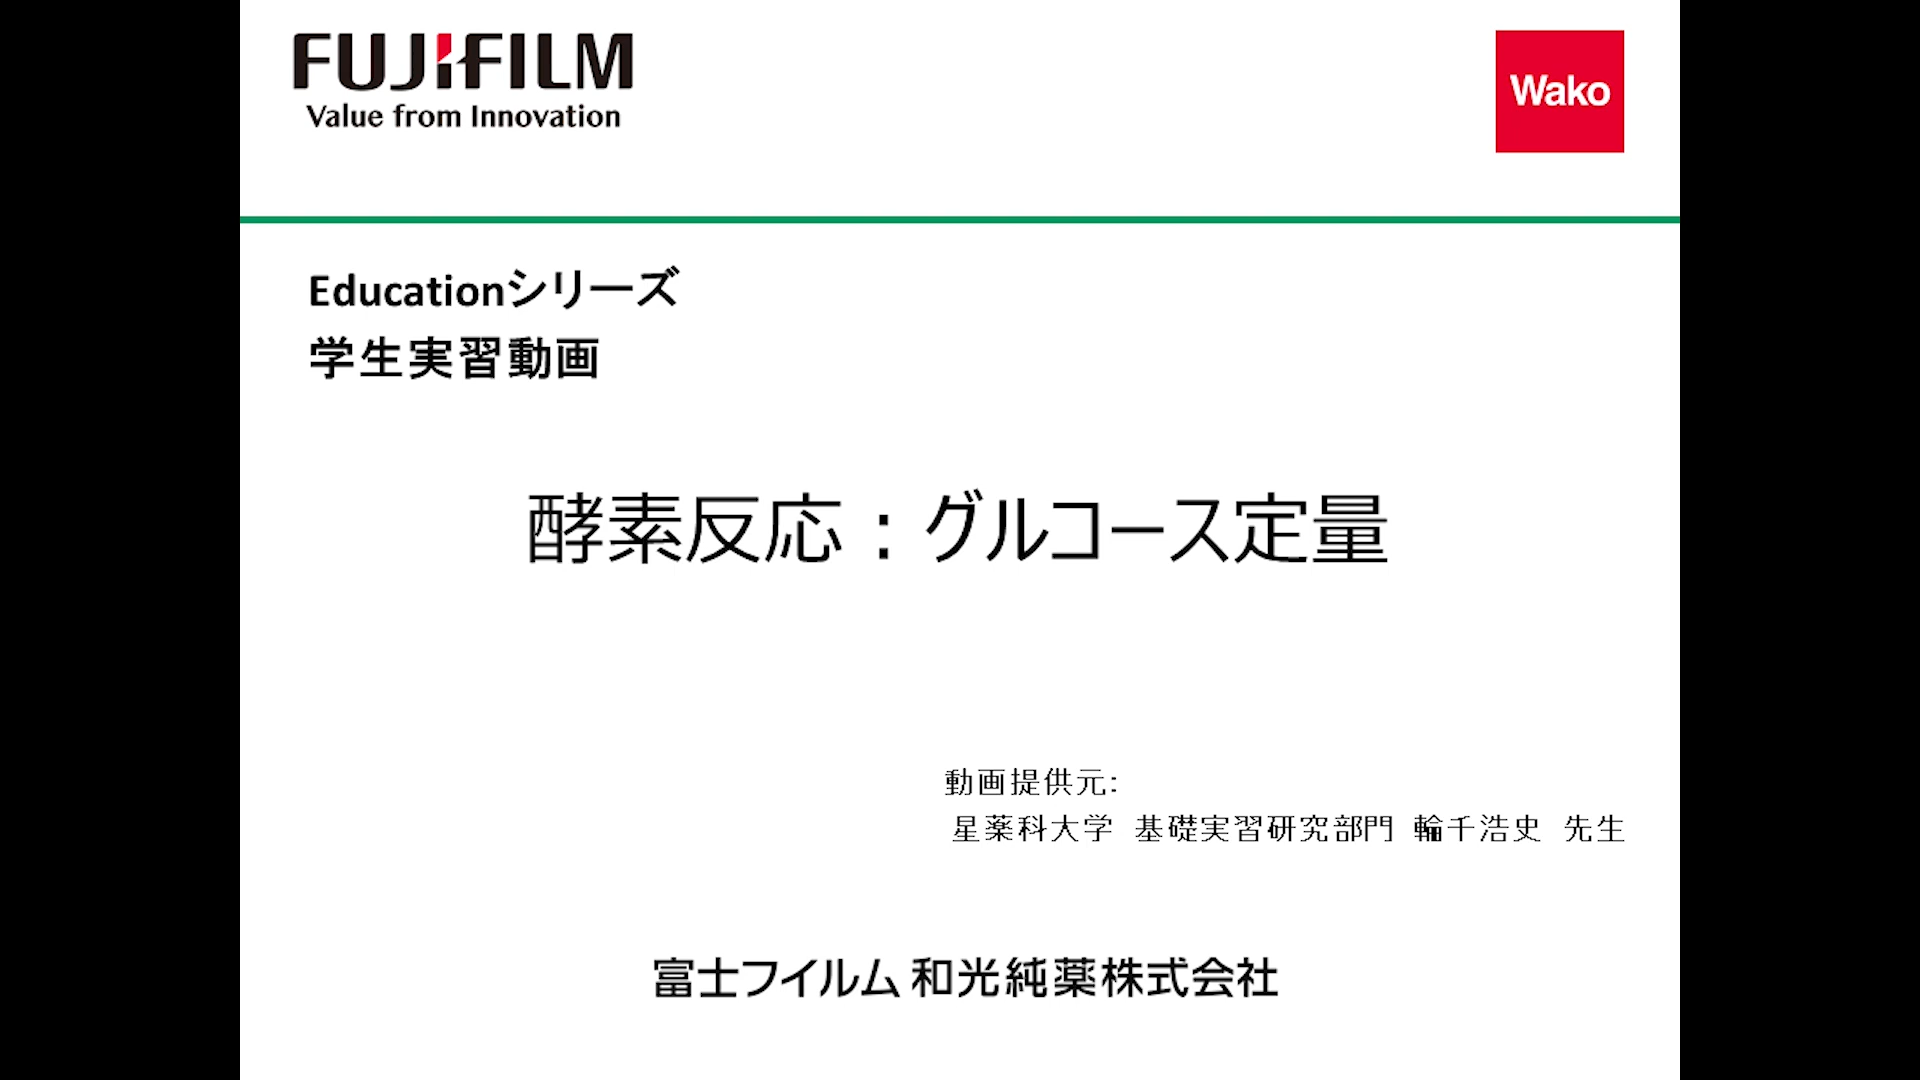 FUJIFILM
Value from Innovation
Wako
Educationシリーズ
学生実習動画
酵素反応：グルコース定量
動画提供元:
星薬科大学 基礎実習研究部門 輪千浩史 先生
富士フイルム 和光純薬株式会社